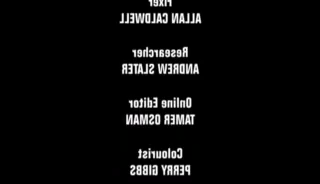 Fixer
ALLAN CALDWELL
Researcher
ANDREW SLATER
Online Editor
TAMER OSMAN
Colourist
PERRY GIBBS